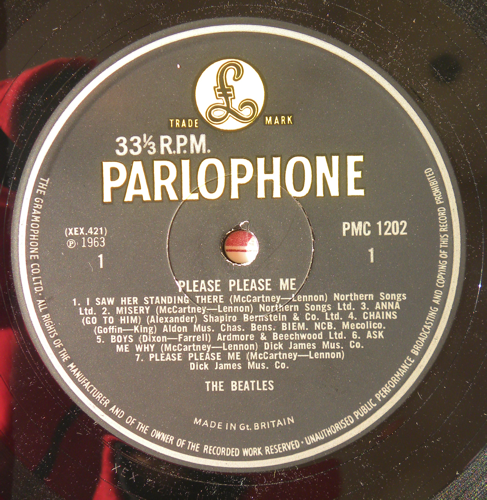 £
TRADE MARK
33⅓ R.P.M.
PARLOPHONE
(XEX.421)
℗ 1963
1
PMC 1202
1
PLEASE PLEASE ME
1. I SAW HER STANDING THERE (McCartney—Lennon) Northern Songs
Ltd. 2. MISERY (McCartney—Lennon) Northern Songs Ltd. 3. ANNA
(GO TO HIM) (Alexander) Shapiro Bernstein & Co. Ltd. 4. CHAINS
(Goffin—King) Aldon Mus. Chas. Bens. BIEM. NCB. Mecolico.
5. BOYS (Dixon—Farrell) Ardmore & Beechwood Ltd. 6. ASK
ME WHY (McCartney—Lennon) Dick James Mus. Co.
7. PLEASE PLEASE ME (McCartney—Lennon)
Dick James Mus. Co.
THE BEATLES
MADE IN Gt. BRITAIN
THE GRAMOPHONE CO. LTD. ALL RIGHTS OF THE MANUFACTURER AND OF THE OWNER OF THE RECORDED WORK RESERVED · UNAUTHORISED PUBLIC PERFORMANCE BROADCASTING AND COPYING OF THIS RECORD PROHIBITED